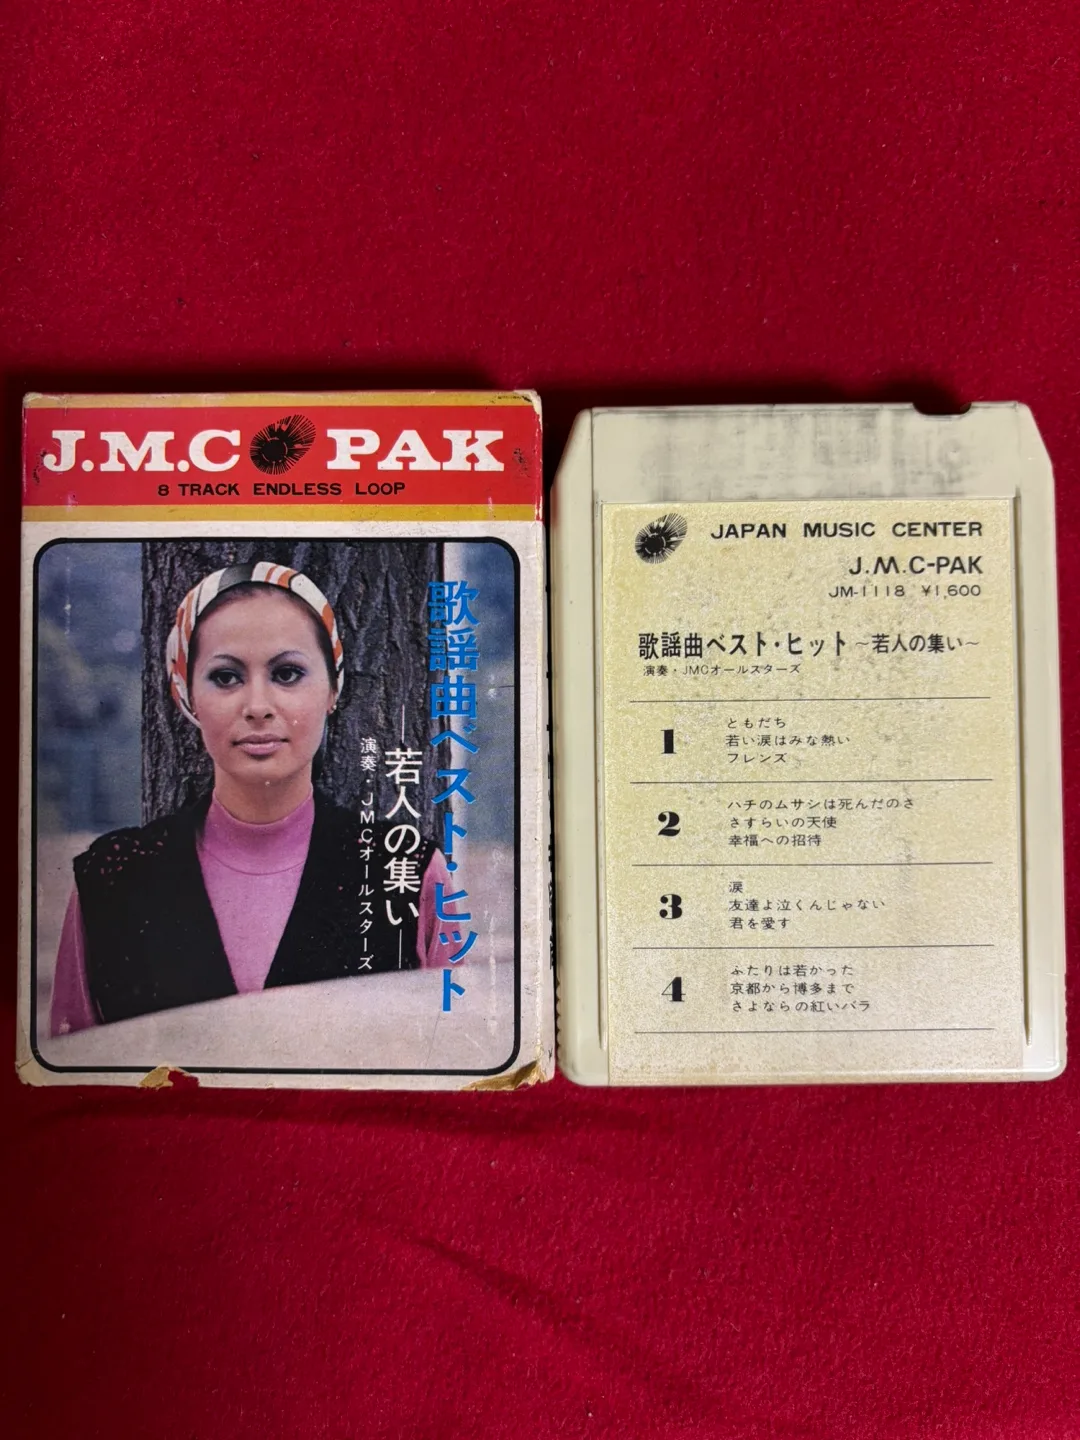 J.M.C PAK
8 TRACK ENDLESS LOOP
歌謡曲ベスト・ヒット
―若人の集い―
演奏・JMCオールスターズ
JAPAN MUSIC CENTER
J.M.C-PAK
JM-1118 ¥1,600
歌謡曲ベスト・ヒット ～若人の集い～
演奏・JMCオールスターズ
1
ともだち
若い涙はみな熱い
フレンズ
2
ハチのムサシは死んだのさ
さすらいの天使
幸福への招待
3
涙
友達よ泣くんじゃない
君を愛す
4
ふたりは若かった
京都から博多まで
さよならの紅いバラ